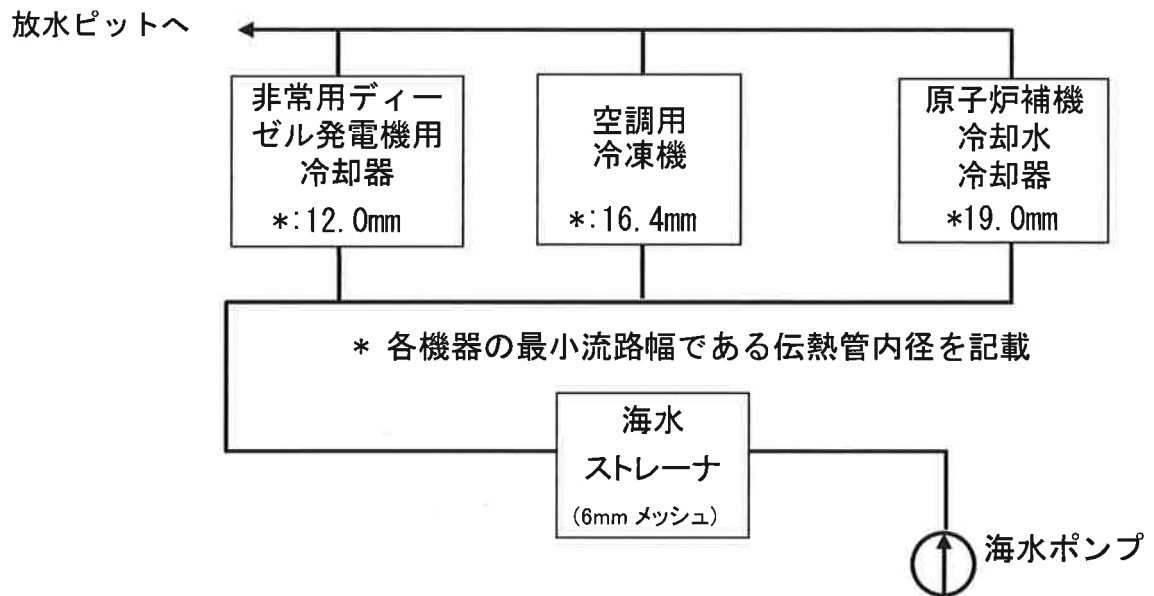 放水ピットへ
非常用ディー
ゼル発電機用
冷却器
*:12.0mm
空調用
冷凍機
*:16.4mm
原子炉補機
冷却水
冷却器
*19.0mm
* 各機器の最小流路幅である伝熱管内径を記載
海水
ストレーナ
(6mm メッシュ)
海水ポンプ